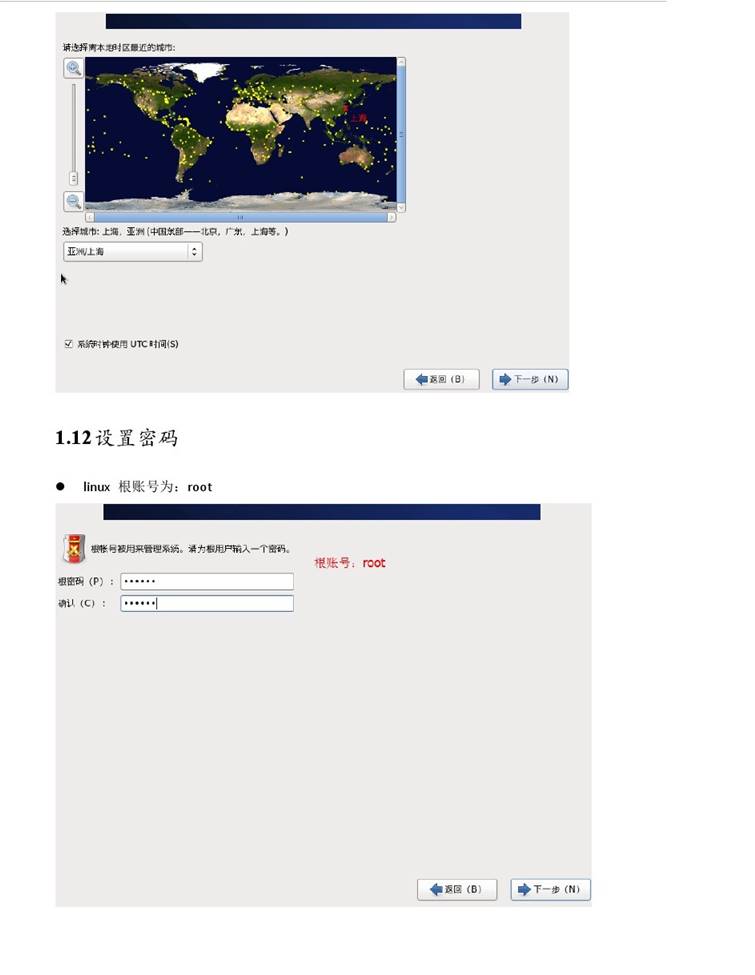 请选择离本地时区最近的城市:
上海
选择城市: 上海, 亚洲 (中国东部——北京, 广东, 上海等。)
亚洲/上海
系统时钟使用 UTC 时间(S)
返回 (B)
下一步 (N)
1.12 设置密码
● linux 根账号为: root
根帐号被用来管理系统。请为根用户输入一个密码。
根账号: root
根密码 (P) : ••••••
确认 (C) : ••••••
返回 (B)
下一步 (N)